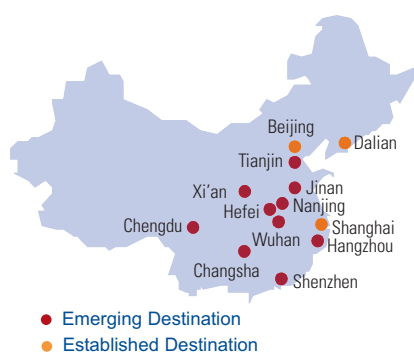 Beijing
Dalian
Tianjin
Xi'an
Jinan
Hefei
Nanjing
Chengdu
Shanghai
Wuhan
Hangzhou
Changsha
Shenzhen
Emerging Destination
Established Destination